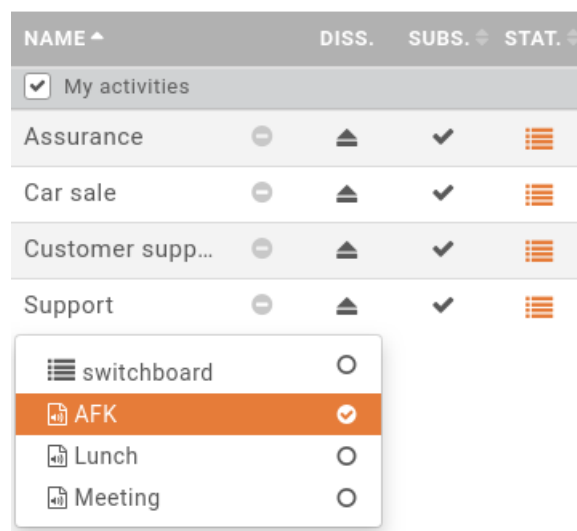 NAME DISS. SUBS. STAT.
My activities
Assurance
Car sale
Customer supp...
Support
switchboard
AFK
Lunch
Meeting